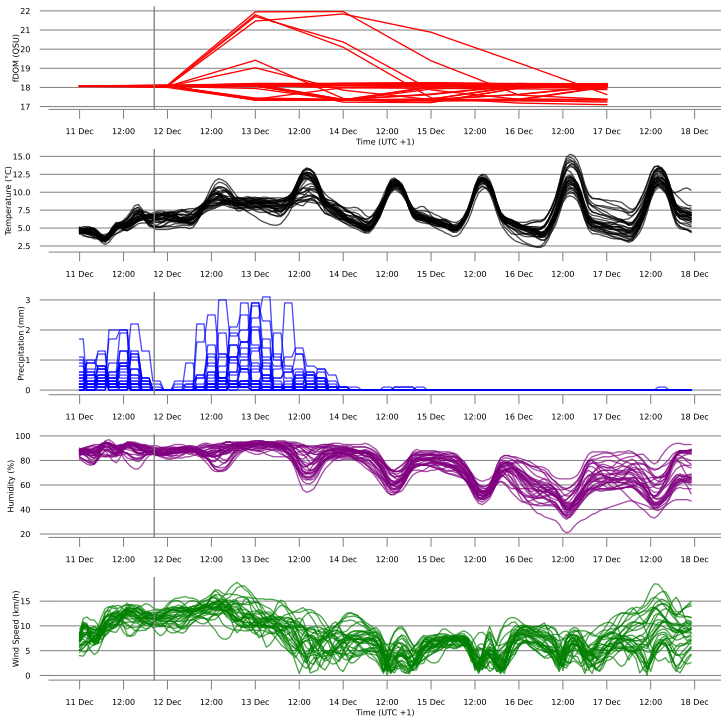 22
21
20
19
18
17
fDOM (QSU)
11 Dec 12:00 12 Dec 12:00 13 Dec 12:00 14 Dec 12:00 15 Dec 12:00 16 Dec 12:00 17 Dec 12:00 18 Dec
Time (UTC +1)
15.0
12.5
10.0
7.5
5.0
2.5
Temperature (°C)
11 Dec 12:00 12 Dec 12:00 13 Dec 12:00 14 Dec 12:00 15 Dec 12:00 16 Dec 12:00 17 Dec 12:00 18 Dec
3
2
1
0
Precipitation (mm)
11 Dec 12:00 12 Dec 12:00 13 Dec 12:00 14 Dec 12:00 15 Dec 12:00 16 Dec 12:00 17 Dec 12:00 18 Dec
100
80
60
40
20
Humidity (%)
11 Dec 12:00 12 Dec 12:00 13 Dec 12:00 14 Dec 12:00 15 Dec 12:00 16 Dec 12:00 17 Dec 12:00 18 Dec
15
10
5
0
Wind Speed (km/h)
11 Dec 12:00 12 Dec 12:00 13 Dec 12:00 14 Dec 12:00 15 Dec 12:00 16 Dec 12:00 17 Dec 12:00 18 Dec
Time (UTC +1)